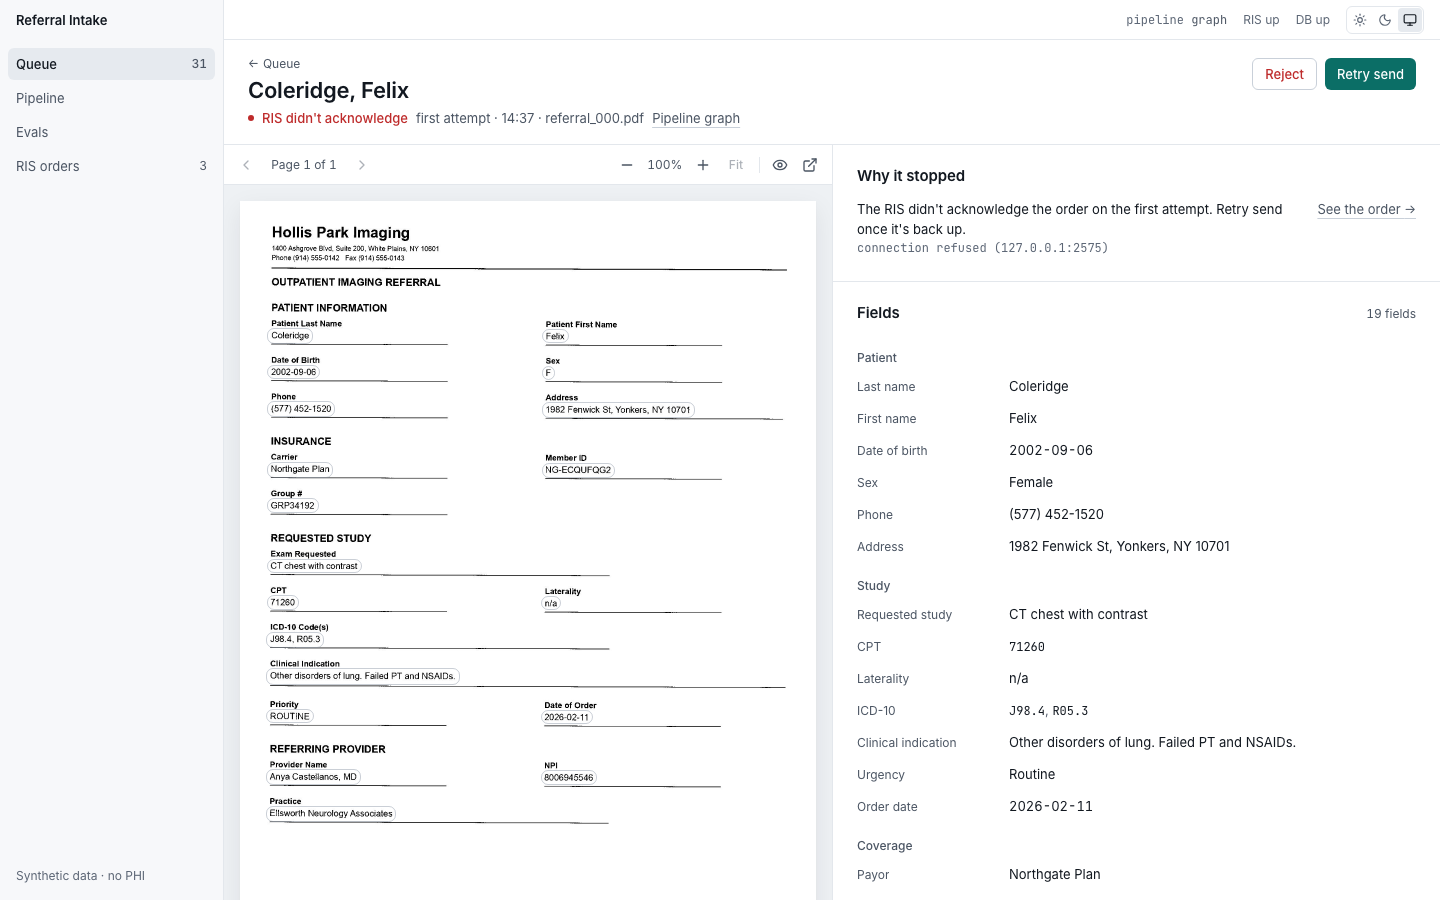 Referral Intake
Queue 31
Pipeline
Evals
RIS orders 3
Synthetic data · no PHI
pipeline graph RIS up DB up
← Queue
Coleridge, Felix
RIS didn't acknowledge first attempt · 14:37 · referral_000.pdf Pipeline graph
Reject Retry send
Page 1 of 1 100% Fit
Hollis Park Imaging
1400 Ashgrove Blvd, Suite 200, White Plains, NY 10601
Phone (914) 555-0142 Fax (914) 555-0143
OUTPATIENT IMAGING REFERRAL
PATIENT INFORMATION
Patient Last Name Patient First Name
Coleridge Felix
Date of Birth Sex
2002-09-06 F
Phone Address
(577) 452-1520 1982 Fenwick St, Yonkers, NY 10701
INSURANCE
Carrier Member ID
Northgate Plan NG-ECQUFQG2
Group #
GRP34192
REQUESTED STUDY
Exam Requested
CT chest with contrast
CPT Laterality
71260 n/a
ICD-10 Code(s)
J98.4, R05.3
Clinical Indication
Other disorders of lung. Failed PT and NSAIDs.
Priority Date of Order
ROUTINE 2026-02-11
REFERRING PROVIDER
Provider Name NPI
Anya Castellanos, MD 8006945546
Practice
Ellsworth Neurology Associates
Why it stopped
The RIS didn't acknowledge the order on the first attempt. Retry send
once it's back up.
See the order →
connection refused (127.0.0.1:2575)
Fields 19 fields
Patient
Last name Coleridge
First name Felix
Date of birth 2002-09-06
Sex Female
Phone (577) 452-1520
Address 1982 Fenwick St, Yonkers, NY 10701
Study
Requested study CT chest with contrast
CPT 71260
Laterality n/a
ICD-10 J98.4, R05.3
Clinical indication Other disorders of lung. Failed PT and NSAIDs.
Urgency Routine
Order date 2026-02-11
Coverage
Payor Northgate Plan